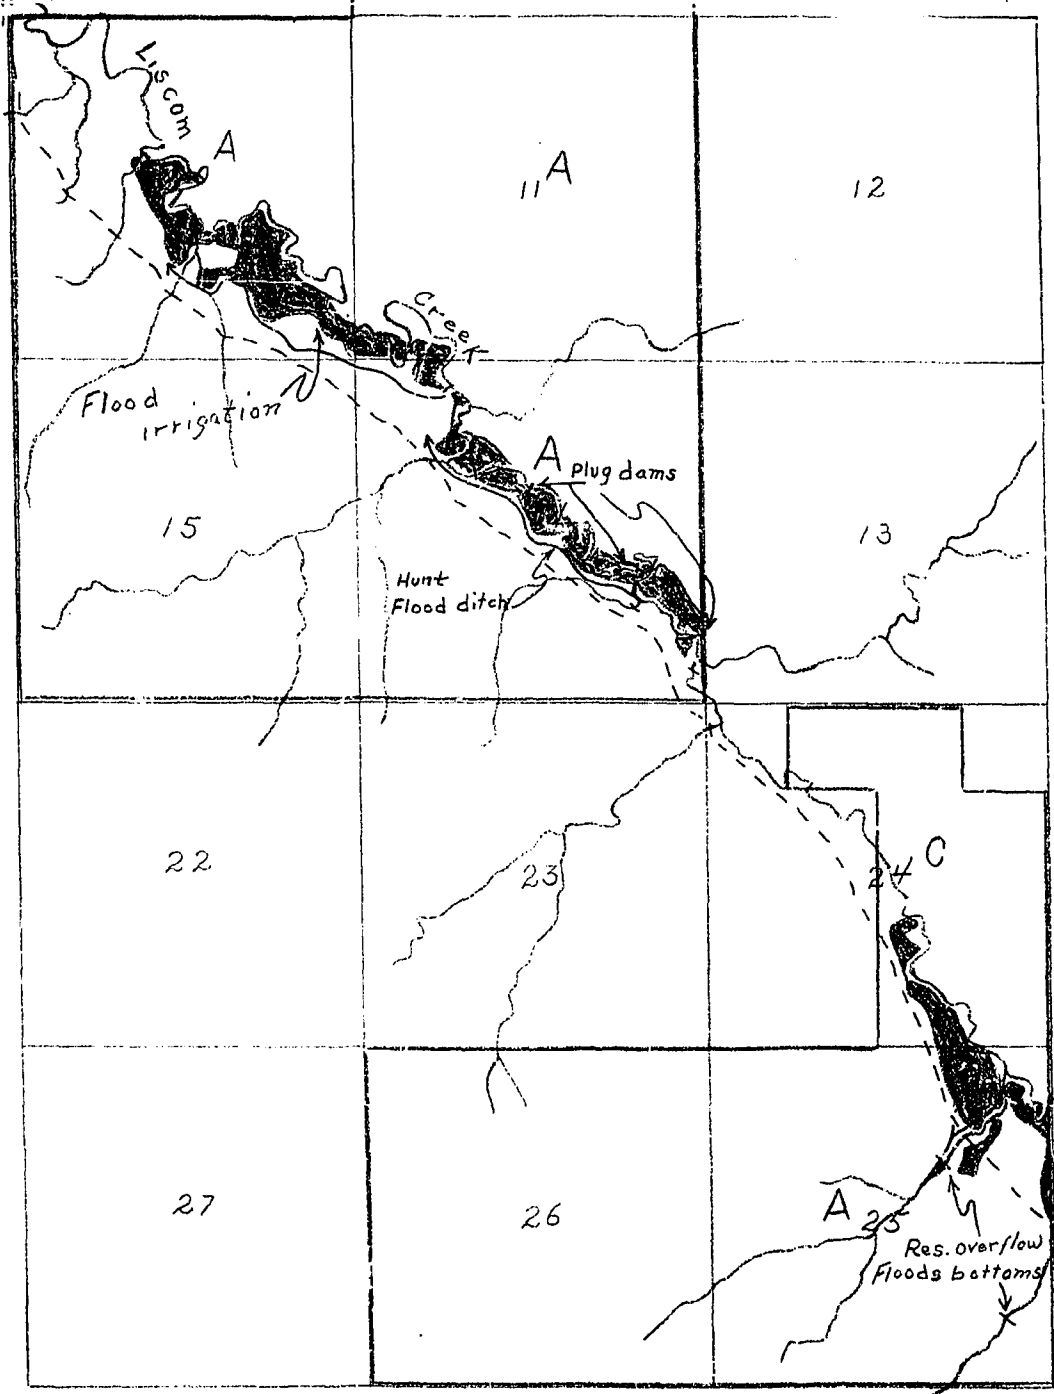 Liscom
A
11 A
12
Creek
Flood
irrigation
A
Plug dams
15
13
Hunt
Flood ditch
22
23
24
C
27
26
A
25
Res. overflow
Floods bottoms